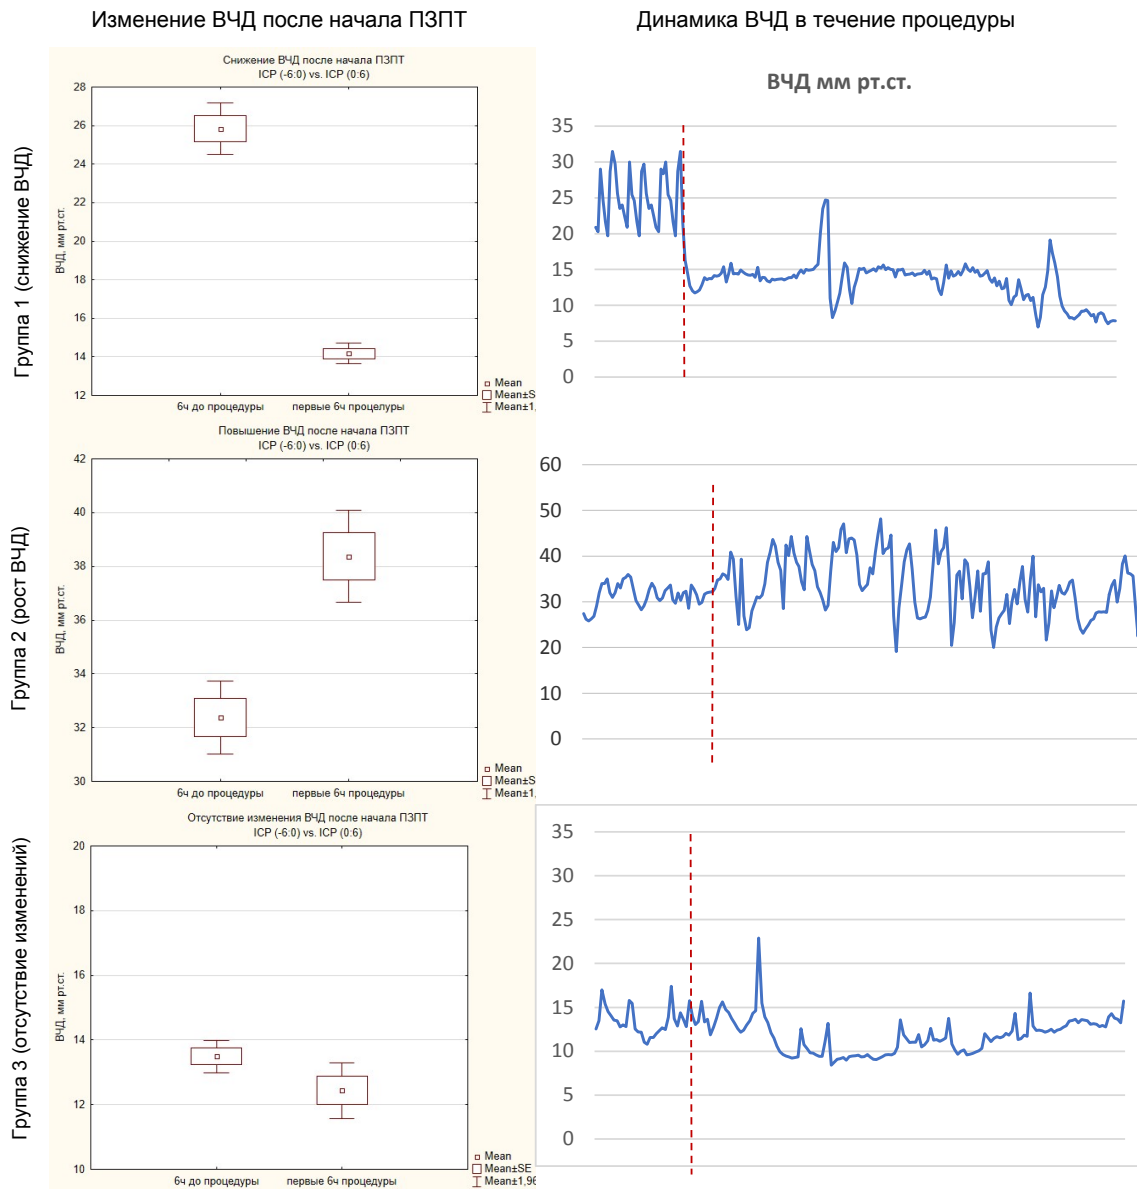 Изменение ВЧД после начала ПЗПТ
Динамика ВЧД в течение процедуры
Группа 1 (снижение ВЧД)
Снижение ВЧД после начала ПЗПТ
ICP (-6:0) vs. ICP (0:6)
28
26
24
22
20
18
16
14
12
ВЧД, мм рт.ст.
6ч до процедуры
первые 6ч процелуры
Mean
Mean±S
Mean±1,
ВЧД мм рт.ст.
35
30
25
20
15
10
5
0
Группа 2 (рост ВЧД)
Повышение ВЧД после начала ПЗПТ
ICP (-6:0) vs. ICP (0:6)
42
40
38
36
34
32
30
ВЧД, мм рт.ст.
6ч до процедуры
первые 6ч процедуры
Mean
Mean±S
Mean±1,
60
50
40
30
20
10
0
Группа 3 (отсутствие изменений)
Отсутствие изменения ВЧД после начала ПЗПТ
ICP (-6:0) vs. ICP (0:6)
20
18
16
14
12
10
ВЧД, мм рт.ст.
6ч до процедуры
первые 6ч процедуры
Mean
Mean±SE
Mean±1,96
35
30
25
20
15
10
5
0